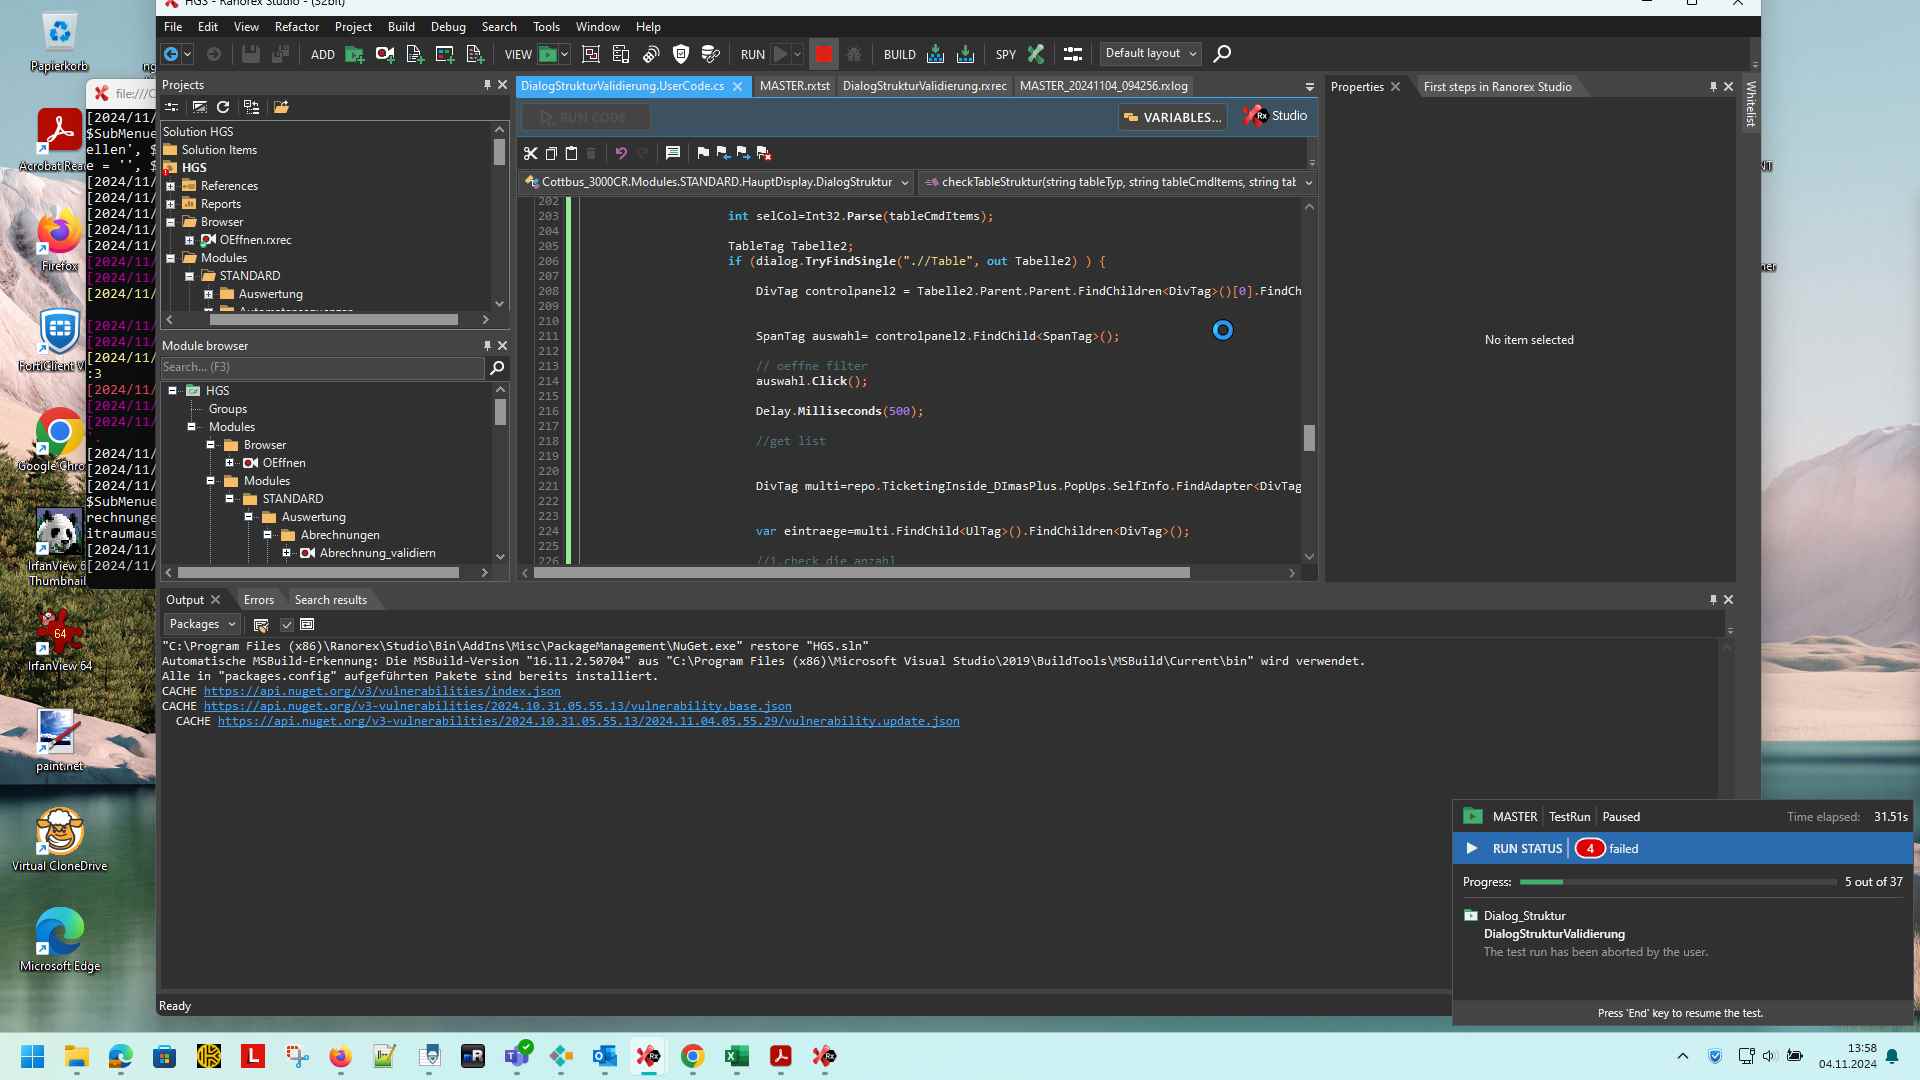 HGS - Ranorex Studio - (32bit)
File Edit View Refactor Project Build Debug Search Tools Window Help
ADD VIEW RUN BUILD SPY Default layout
Papierkorb
Acrobat Rea
Firefox
FortiClient V
Google Chro
IrfanView 6
Thumbnail
64
IrfanView 64
paint.net
Virtual CloneDrive
Microsoft Edge
file:///C
[2024/11/
$SubMenue
ellen', $
e = '', $
[2024/11/
[2024/11/
[2024/11/
[2024/11/
[2024/11/
[2024/11/
[2024/11/
[2024/11/
[2024/11/
[2024/11/
[2024/11/
:3
[2024/11/
[2024/11/
[2024/11/
[2024/11/
[2024/11/
[2024/11/
$SubMenue
rechnunge
itraumaus
[2024/11/
[2024/11/
Projects
Solution HGS
Solution Items
HGS
References
Reports
Browser
OEffnen.rxrec
Modules
STANDARD
Auswertung
Module browser
Search... (F3)
HGS
Groups
Modules
Browser
OEffnen
Modules
STANDARD
Auswertung
Abrechnungen
Abrechnung_validiern
DialogStrukturValidierung.UserCode.cs MASTER.rxtst DialogStrukturValidierung.rxrec MASTER_20241104_094256.rxlog
RUN CODE VARIABLES... Rx Studio
Cottbus_3000CR.Modules.STANDARD.HauptDisplay.DialogStruktur checkTableStruktur(string tableTyp, string tableCmdItems, string tab
202
203 int selCol=Int32.Parse(tableCmdItems);
204
205 TableTag Tabelle2;
206 if (dialog.TryFindSingle(".//Table", out Tabelle2) ) {
207
208 DivTag controlpanel2 = Tabelle2.Parent.Parent.FindChildren<DivTag>()[0].FindCh
209
210
211 SpanTag auswahl= controlpanel2.FindChild<SpanTag>();
212
213 // oeffne filter
214 auswahl.Click();
215
216 Delay.Milliseconds(500);
217
218 //get list
219
220
221 DivTag multi=repo.TicketingInside_DImasPlus.PopUps.SelfInfo.FindAdapter<DivTag
222
223
224 var eintraege=multi.FindChild<UlTag>().FindChildren<DivTag>();
225
226 //1.check die anzahl
Properties First steps in Ranorex Studio
Whitelist
No item selected
Output Errors Search results
Packages
"C:\Program Files (x86)\Ranorex\Studio\Bin\AddIns\Misc\PackageManagement\NuGet.exe" restore "HGS.sln"
Automatische MSBuild-Erkennung: Die MSBuild-Version "16.11.2.50704" aus "C:\Program Files (x86)\Microsoft Visual Studio\2019\BuildTools\MSBuild\Current\bin" wird verwendet.
Alle in "packages.config" aufgeführten Pakete sind bereits installiert.
CACHE https://api.nuget.org/v3/vulnerabilities/index.json
CACHE https://api.nuget.org/v3-vulnerabilities/2024.10.31.05.55.13/vulnerability.base.json
CACHE https://api.nuget.org/v3-vulnerabilities/2024.10.31.05.55.13/2024.11.04.05.55.29/vulnerability.update.json
Ready
MASTER TestRun Paused Time elapsed: 31.51s
RUN STATUS 4 failed
Progress: 5 out of 37
Dialog_Struktur
DialogStrukturValidierung
The test run has been aborted by the user.
Press 'End' key to resume the test.
13:58
04.11.2024